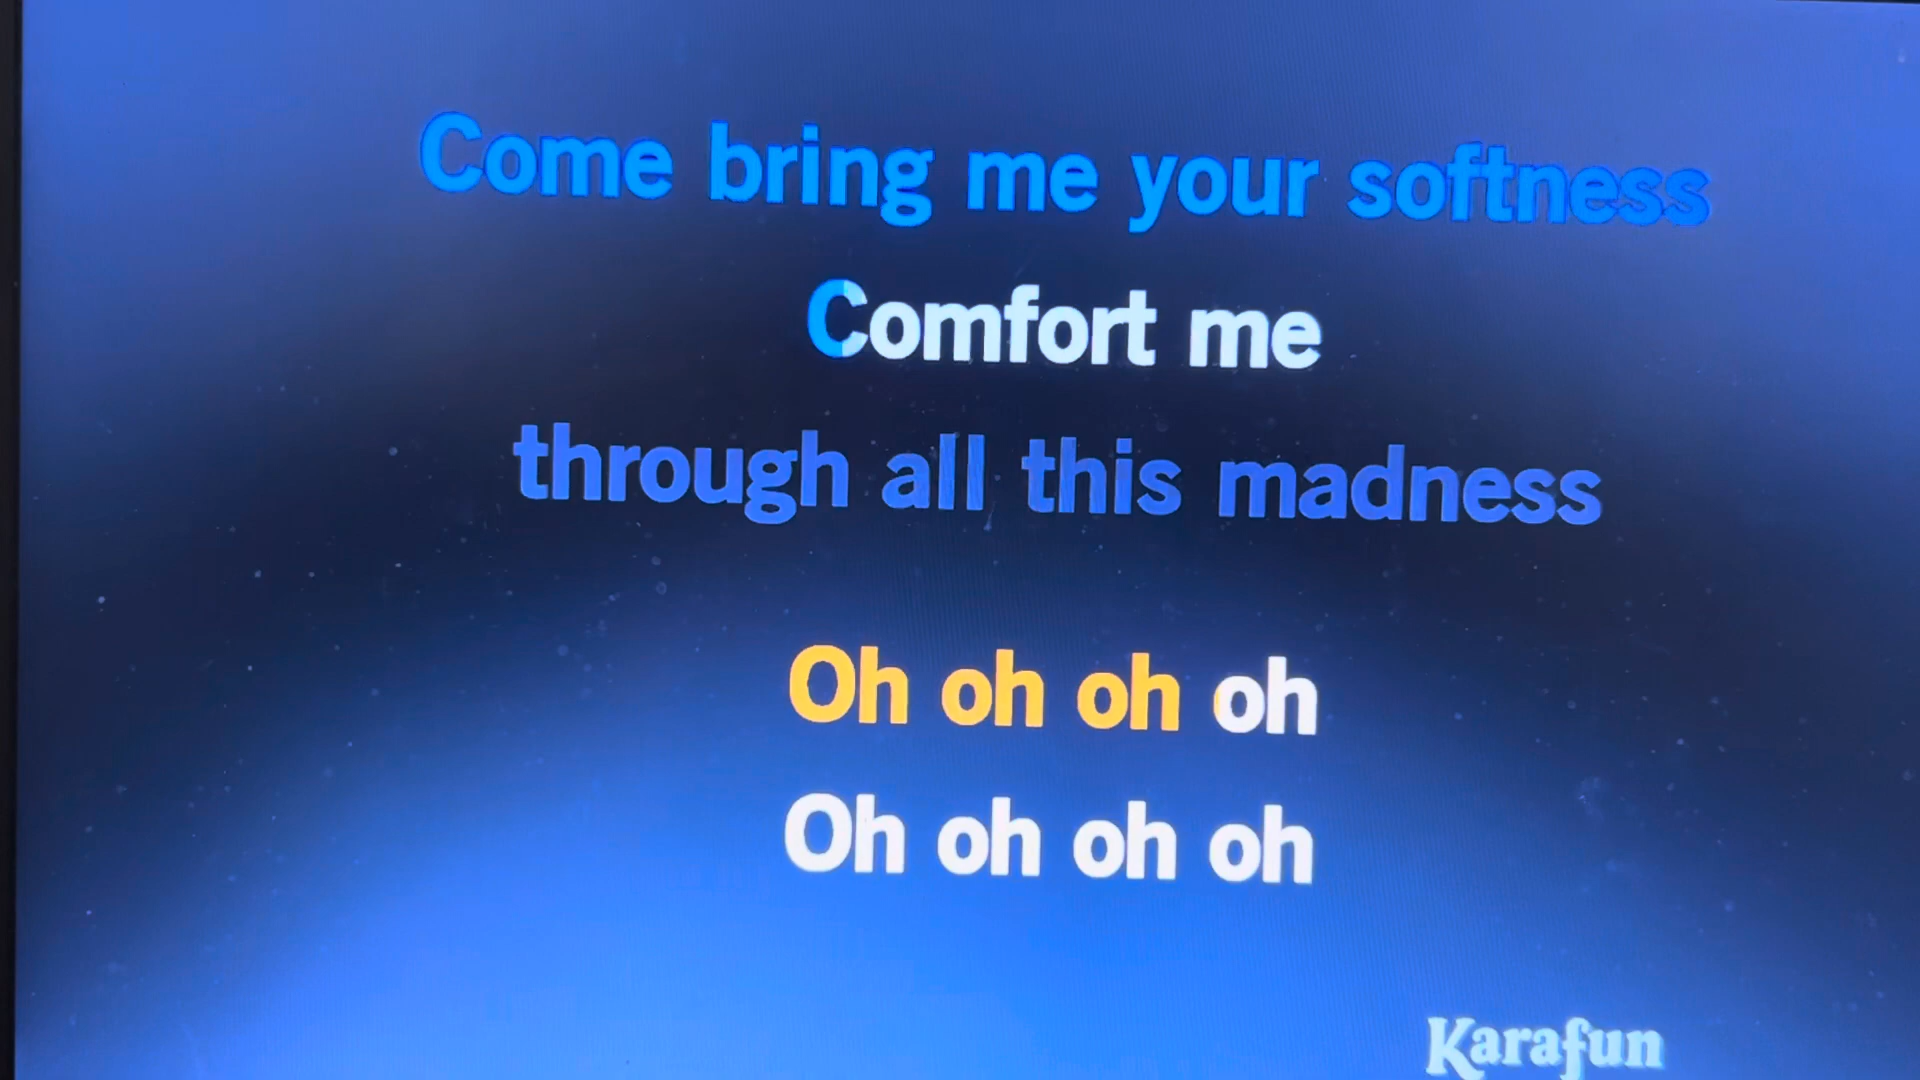 Come bring me your softness
Comfort me
through all this madness
Oh oh oh oh
Oh oh oh oh
Karafun